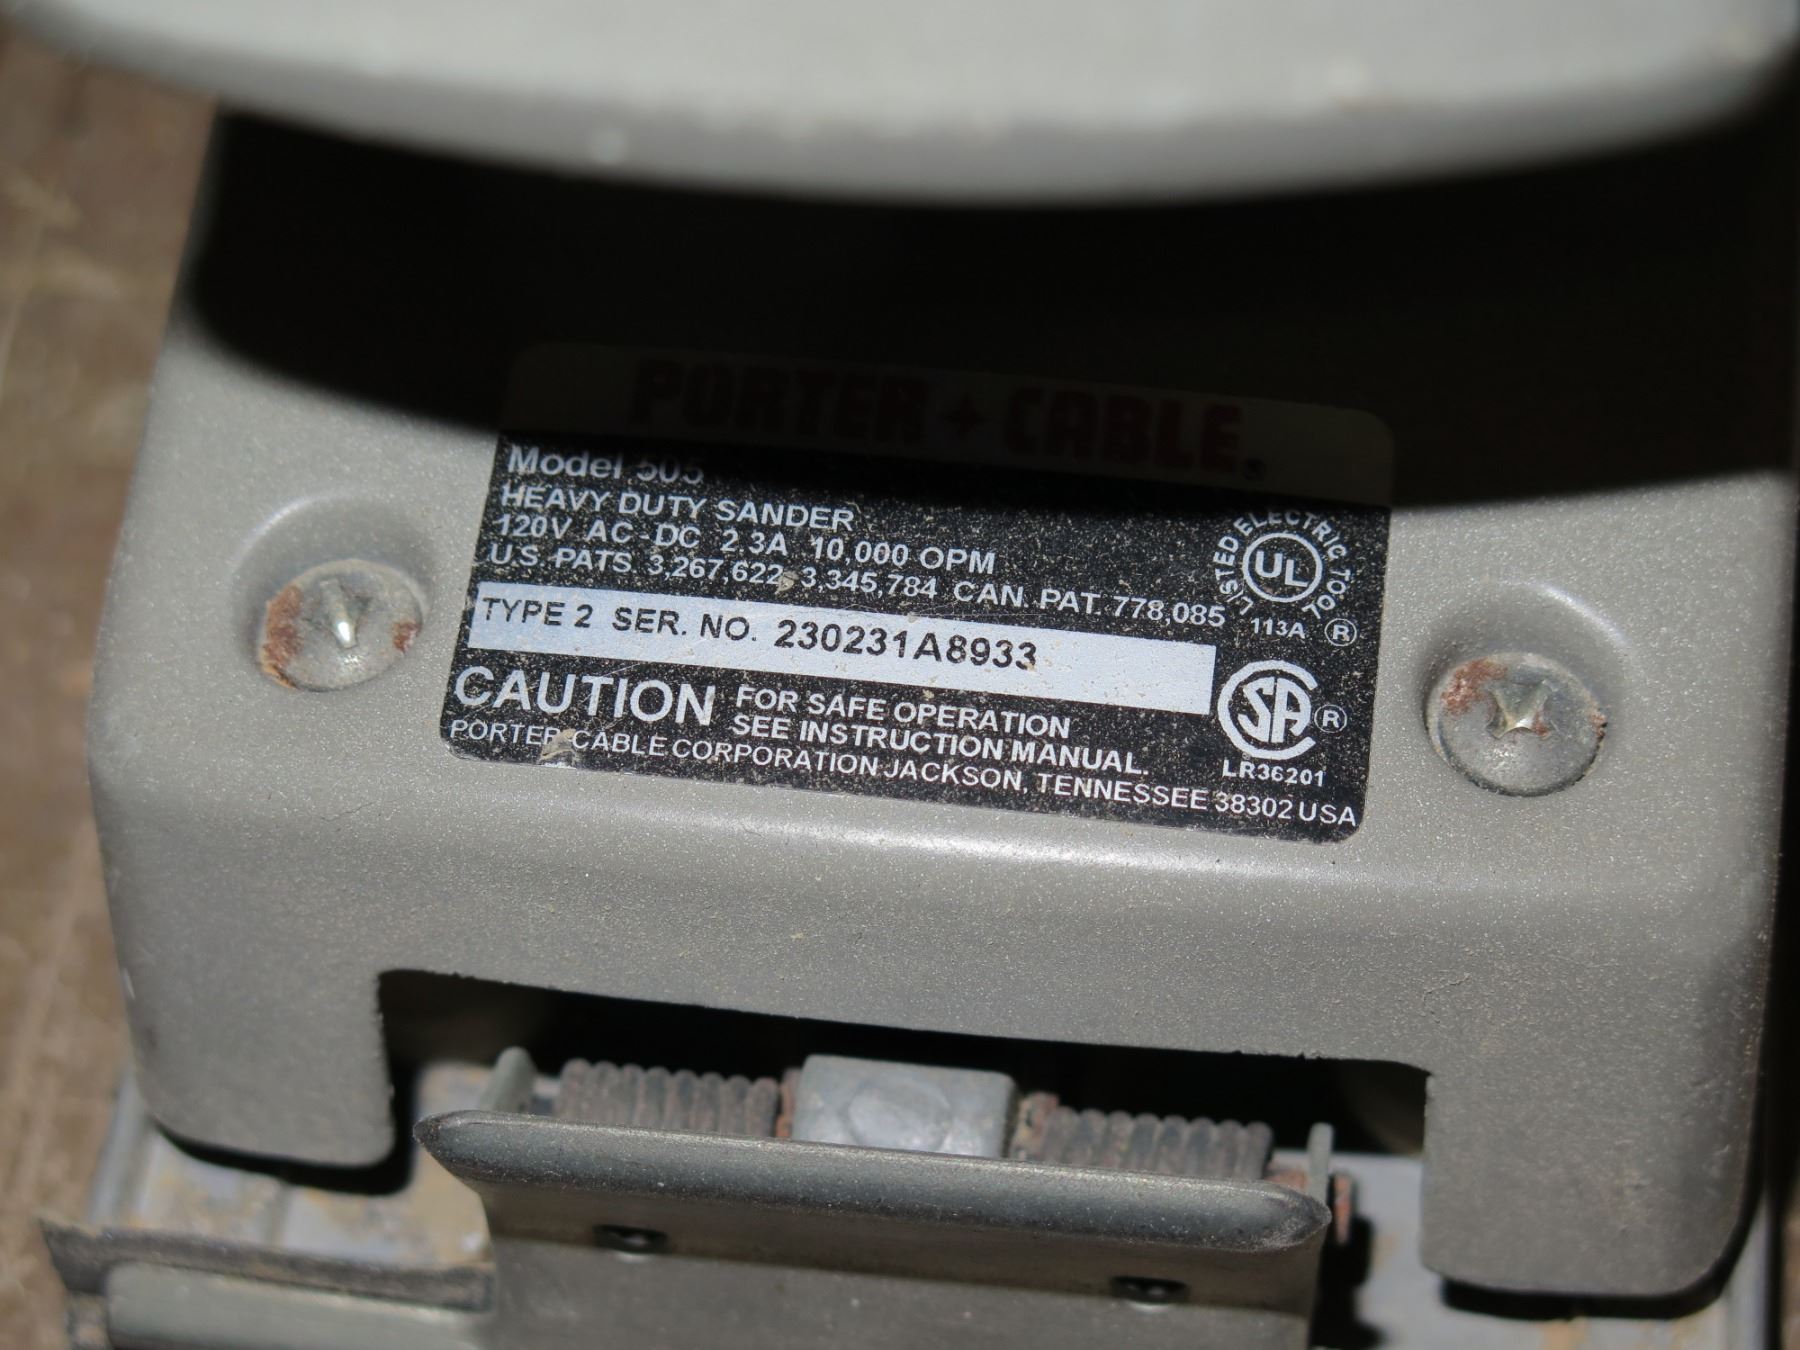 PORTER+CABLE
Model 505
HEAVY DUTY SANDER
120V AC-DC 2.3A 10,000 OPM
U.S. PATS. 3,267,622 3,345,784 CAN. PAT. 778,085
LISTED ELECTRIC TOOL
UL
113A ®
TYPE 2 SER. NO. 230231A8933
CAUTION FOR SAFE OPERATION
SEE INSTRUCTION MANUAL.
SA ®
LR36201
PORTER-CABLE CORPORATION JACKSON, TENNESSEE 38302 USA